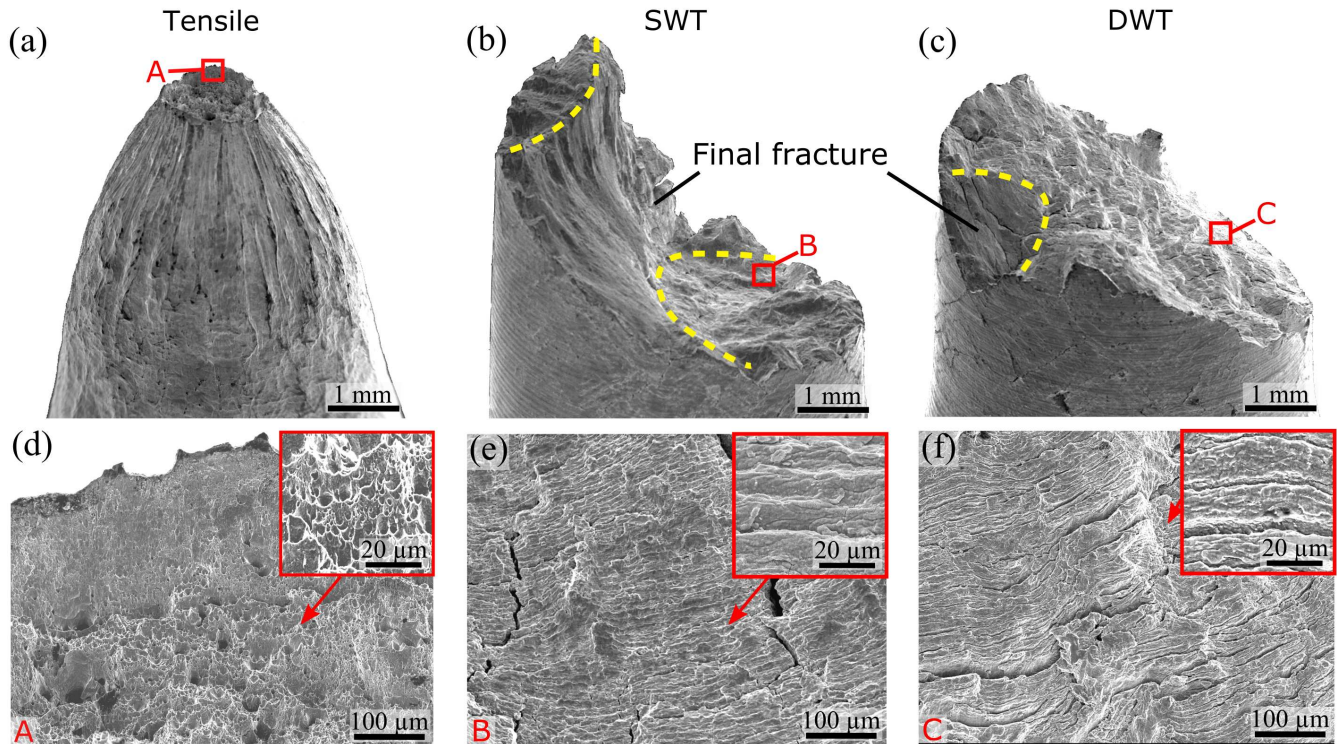 Tensile
SWT
DWT
(a)
(b)
(c)
A
B
C
Final fracture
1 mm
1 mm
1 mm
(d)
(e)
(f)
20 µm
20 µm
20 µm
A
100 µm
B
100 µm
C
100 µm